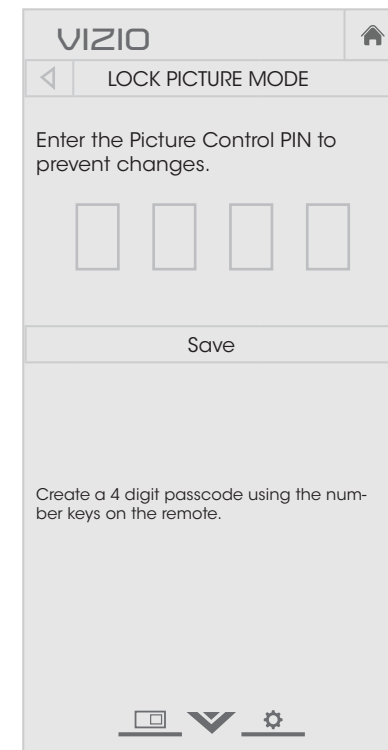 VIZIO
LOCK PICTURE MODE
Enter the Picture Control PIN to
prevent changes.
Save
Create a 4 digit passcode using the num-
ber keys on the remote.